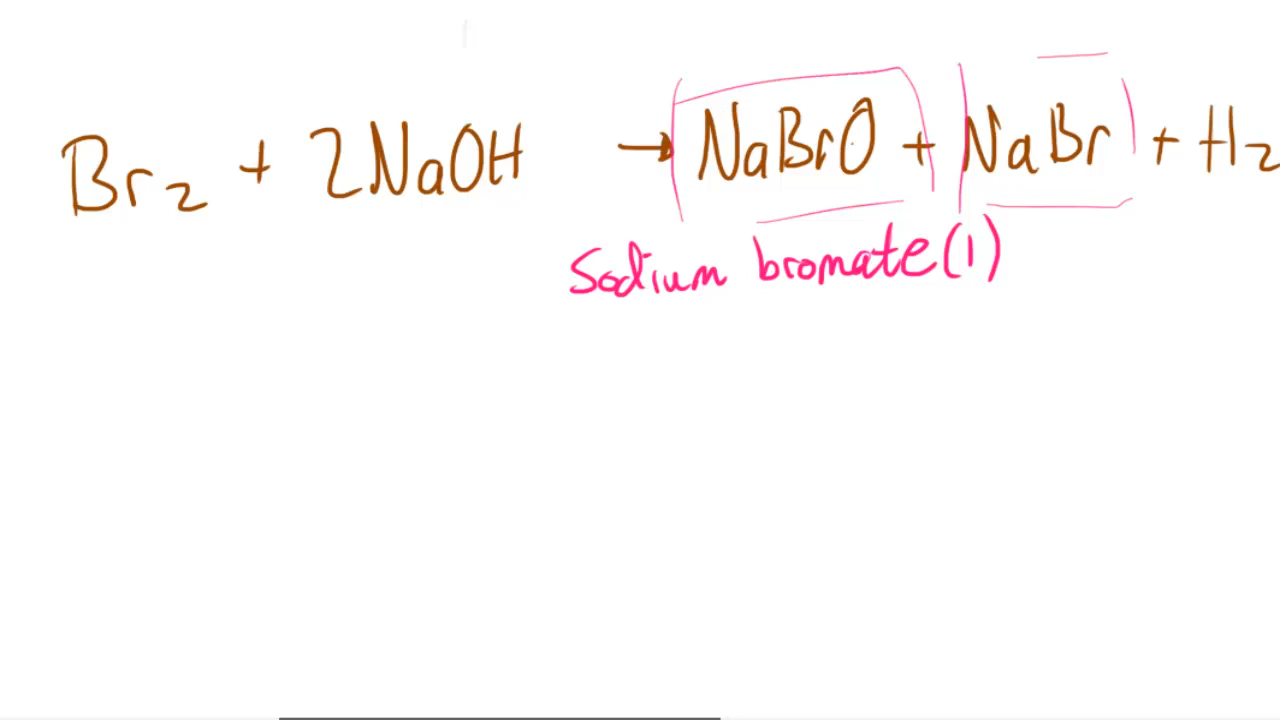 Br₂ + 2NaOH → NaBrO + NaBr + H₂
Sodium bromate(1)